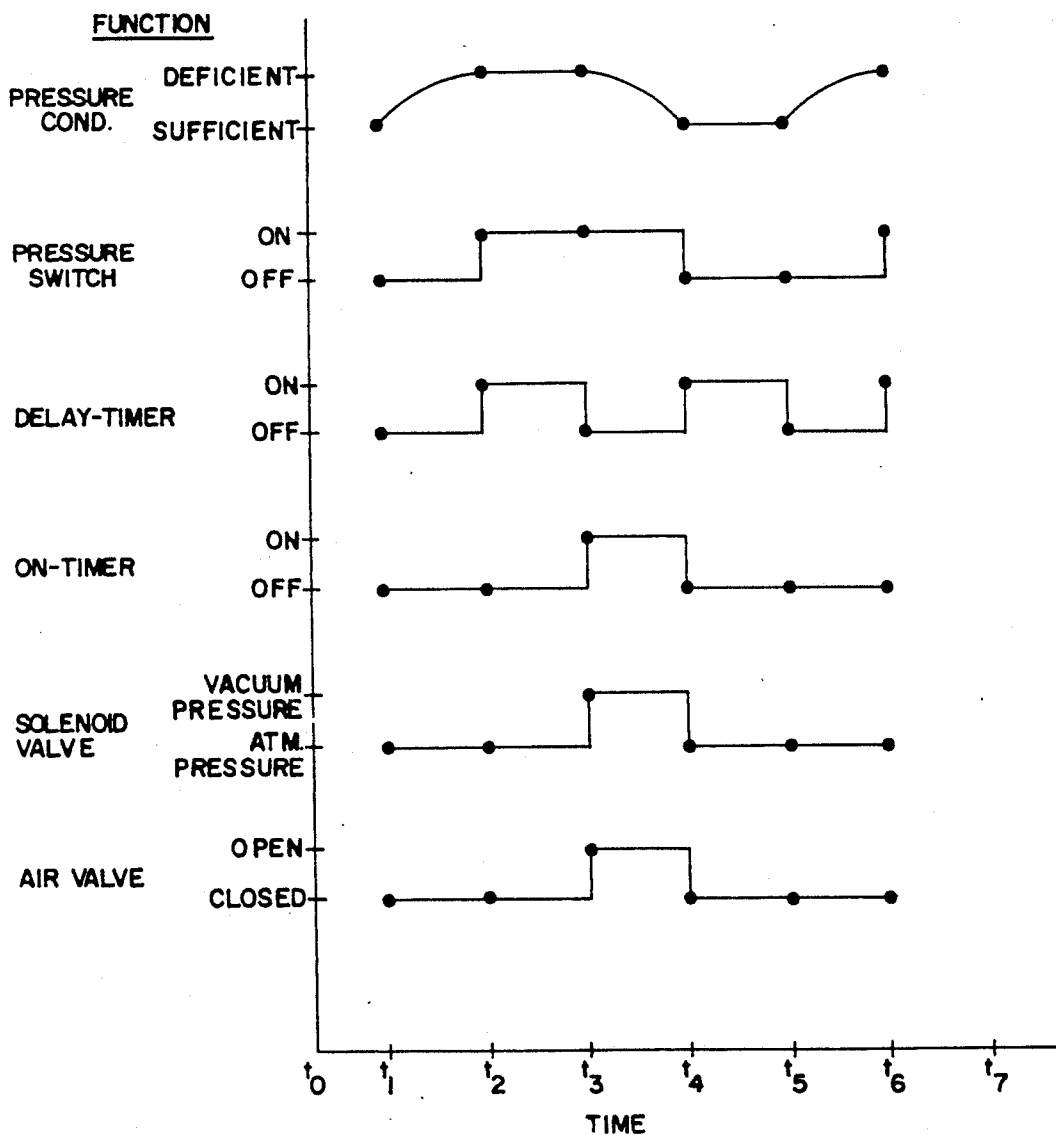 FUNCTION
PRESSURE COND.
DEFICIENT
SUFFICIENT
PRESSURE SWITCH
ON
OFF
DELAY-TIMER
ON
OFF
ON-TIMER
ON
OFF
SOLENOID VALVE
VACUUM PRESSURE
ATM. PRESSURE
AIR VALVE
OPEN
CLOSED
t0 t1 t2 t3 t4 t5 t6 t7
TIME